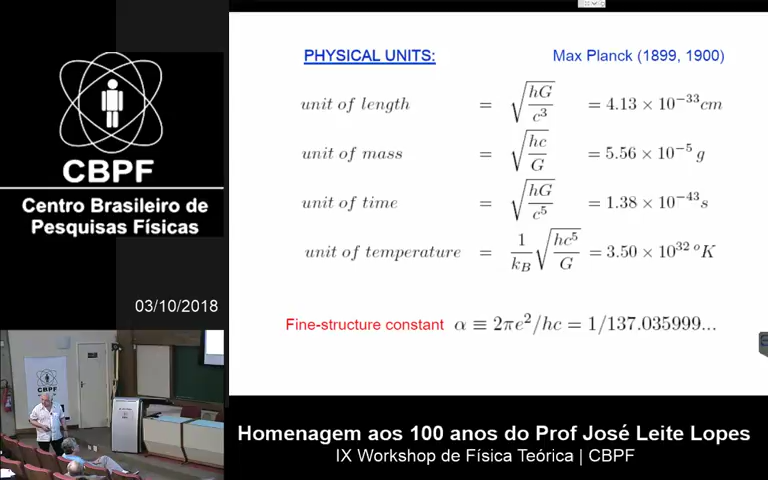 CBPF
Centro Brasileiro de
Pesquisas Físicas
03/10/2018
PHYSICAL UNITS: Max Planck (1899, 1900)
unit of length = √(hG/c³) = 4.13 × 10⁻³³cm
unit of mass = √(hc/G) = 5.56 × 10⁻⁵ g
unit of time = √(hG/c⁵) = 1.38 × 10⁻⁴³s
unit of temperature = 1/k_B √(hc⁵/G) = 3.50 × 10³² °K
Fine-structure constant α ≡ 2πe²/hc = 1/137.035999...
Homenagem aos 100 anos do Prof José Leite Lopes
IX Workshop de Física Teórica | CBPF